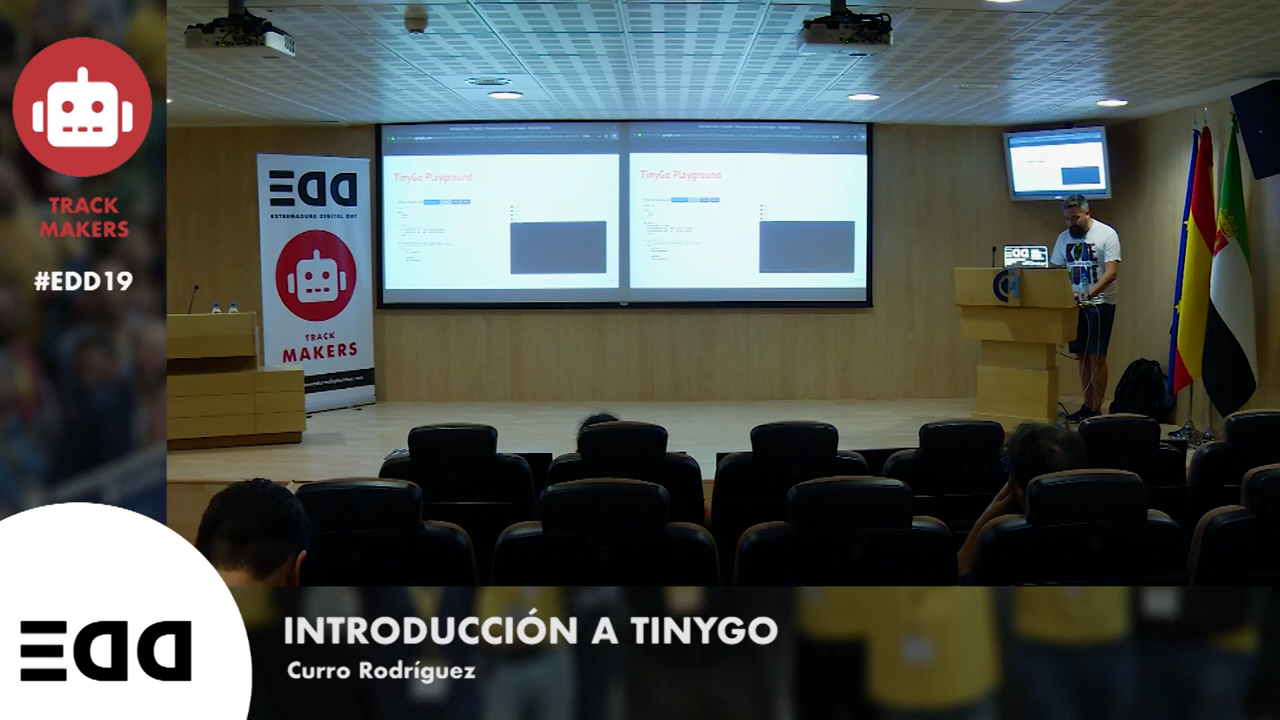 TRACK
MAKERS
#EDD19
EDD
EXTREMADURA DIGITAL DAY
TRACK
MAKERS
TinyGo Playground
TinyGo Playground
EDD
INTRODUCCIÓN A TINYGO
Curro Rodríguez